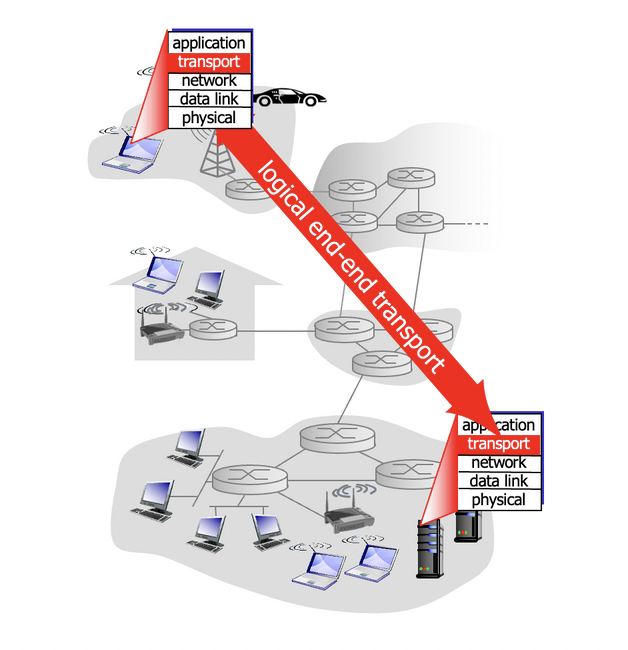 application
transport
network
data link
physical
logical end-end transport
application
transport
network
data link
physical